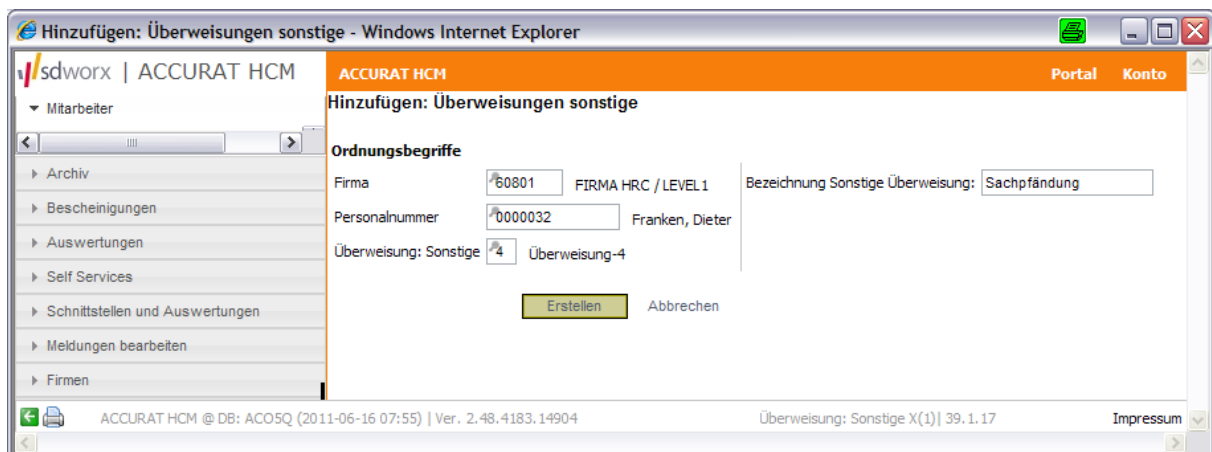 Hinzufügen: Überweisungen sonstige - Windows Internet Explorer
sdworx | ACCURAT HCM
ACCURAT HCM Portal Konto
Mitarbeiter
Hinzufügen: Überweisungen sonstige
Ordnungsbegriffe
Archiv
Firma 60801 FIRMA HRC / LEVEL1 Bezeichnung Sonstige Überweisung: Sachpfändung
Bescheinigungen
Personalnummer 0000032 Franken, Dieter
Auswertungen
Überweisung: Sonstige 4 Überweisung-4
Self Services
Schnittstellen und Auswertungen
Erstellen Abbrechen
Meldungen bearbeiten
Firmen
ACCURAT HCM @ DB: ACO5Q (2011-06-16 07:55) | Ver. 2.48.4183.14904 Überweisung: Sonstige X(1)| 39.1.17 Impressum